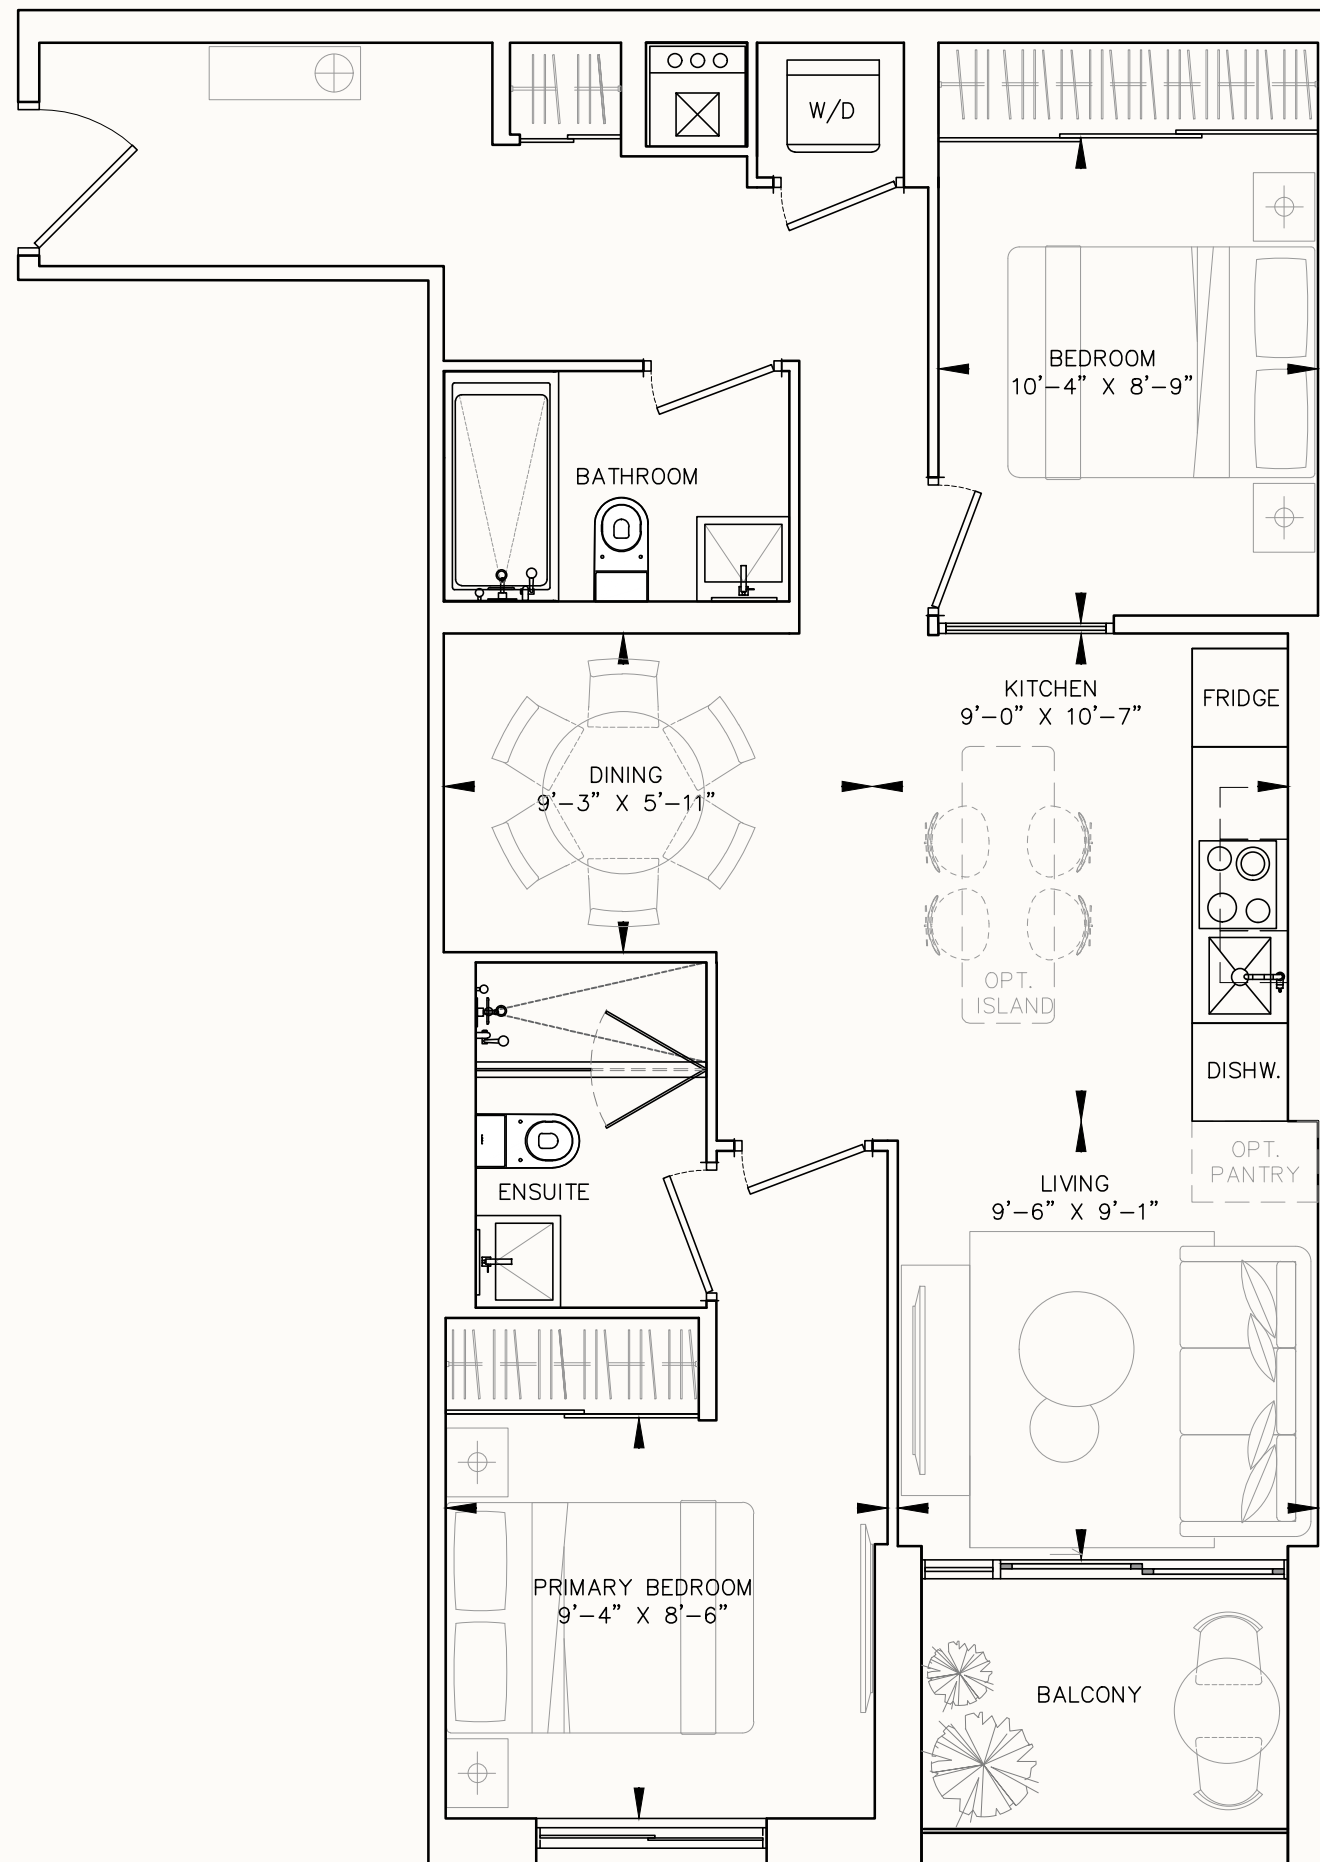 W/D
BEDROOM
10'-4" X 8'-9"
BATHROOM
KITCHEN
9'-0" X 10'-7"
FRIDGE
DINING
9'-3" X 5'-11"
OPT.
ISLAND
DISHW.
OPT.
PANTRY
ENSUITE
LIVING
9'-6" X 9'-1"
PRIMARY BEDROOM
9'-4" X 8'-6"
BALCONY